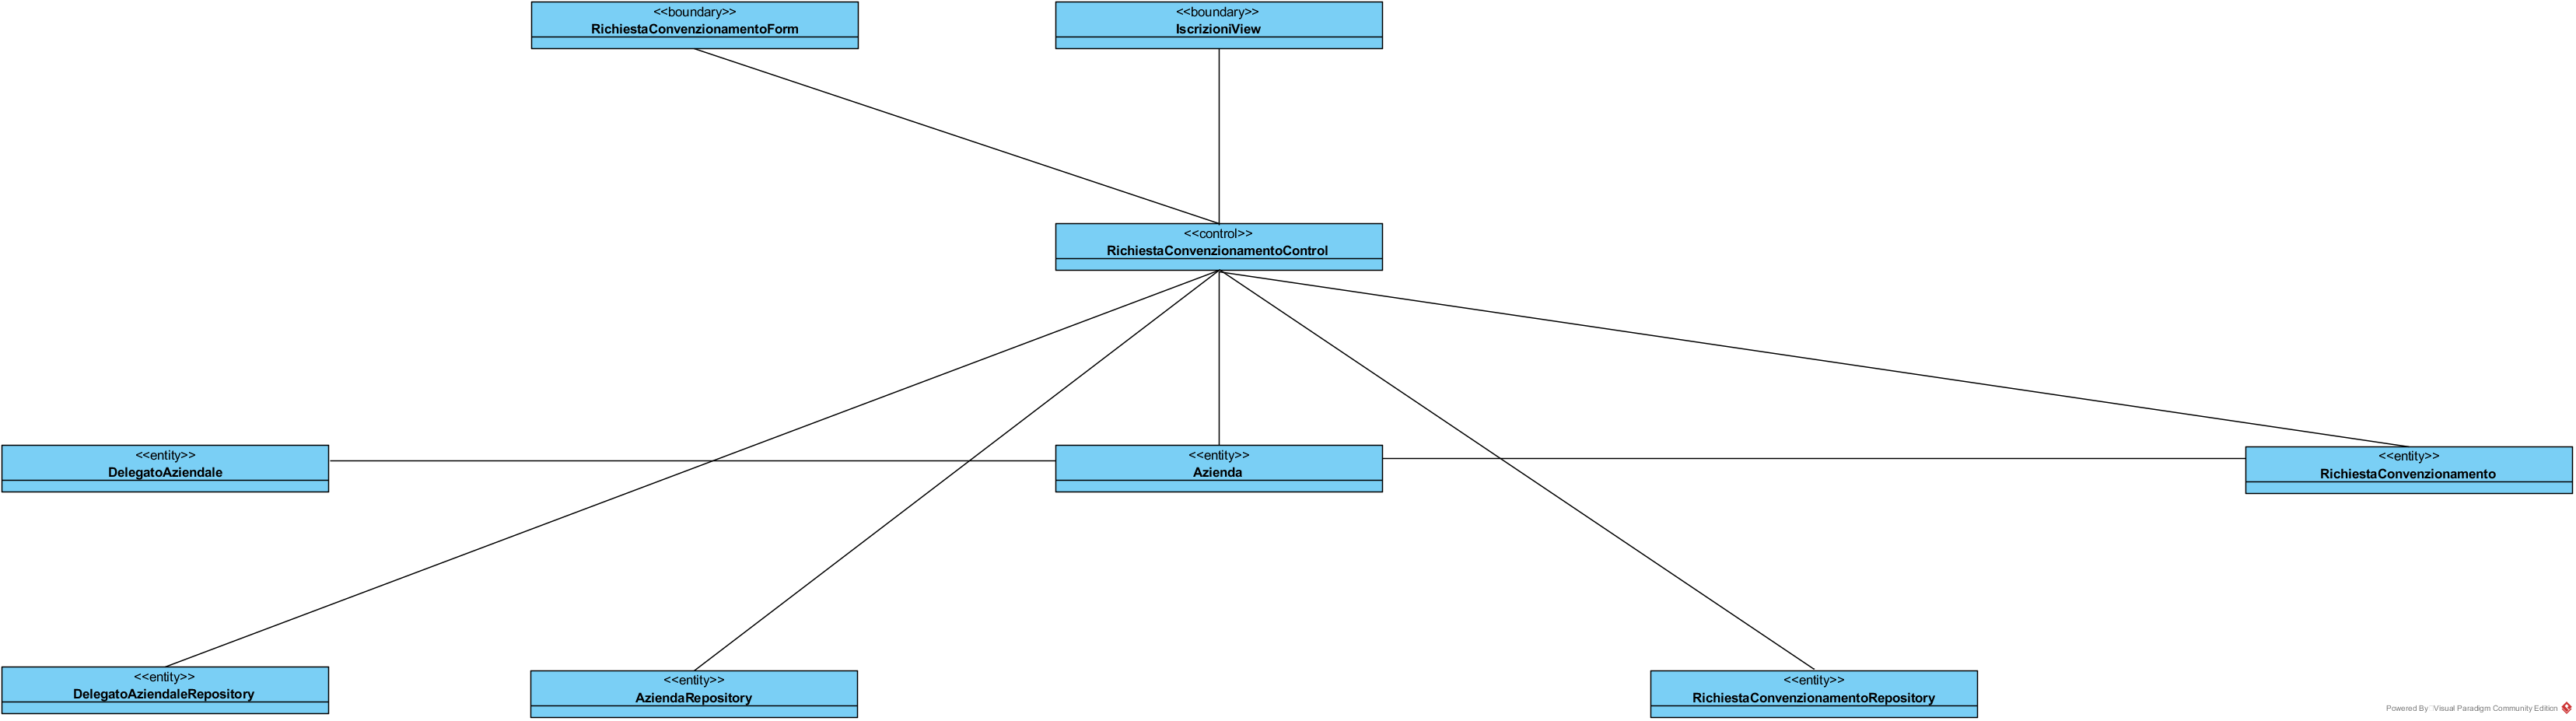 <<boundary>>
RichiestaConvenzionamentoForm
<<boundary>>
IscrizioniView
<<control>>
RichiestaConvenzionamentoControl
<<entity>>
DelegatoAziendale
<<entity>>
Azienda
<<entity>>
RichiestaConvenzionamento
<<entity>>
DelegatoAziendaleRepository
<<entity>>
AziendaRepository
<<entity>>
RichiestaConvenzionamentoRepository
Powered By Visual Paradigm Community Edition